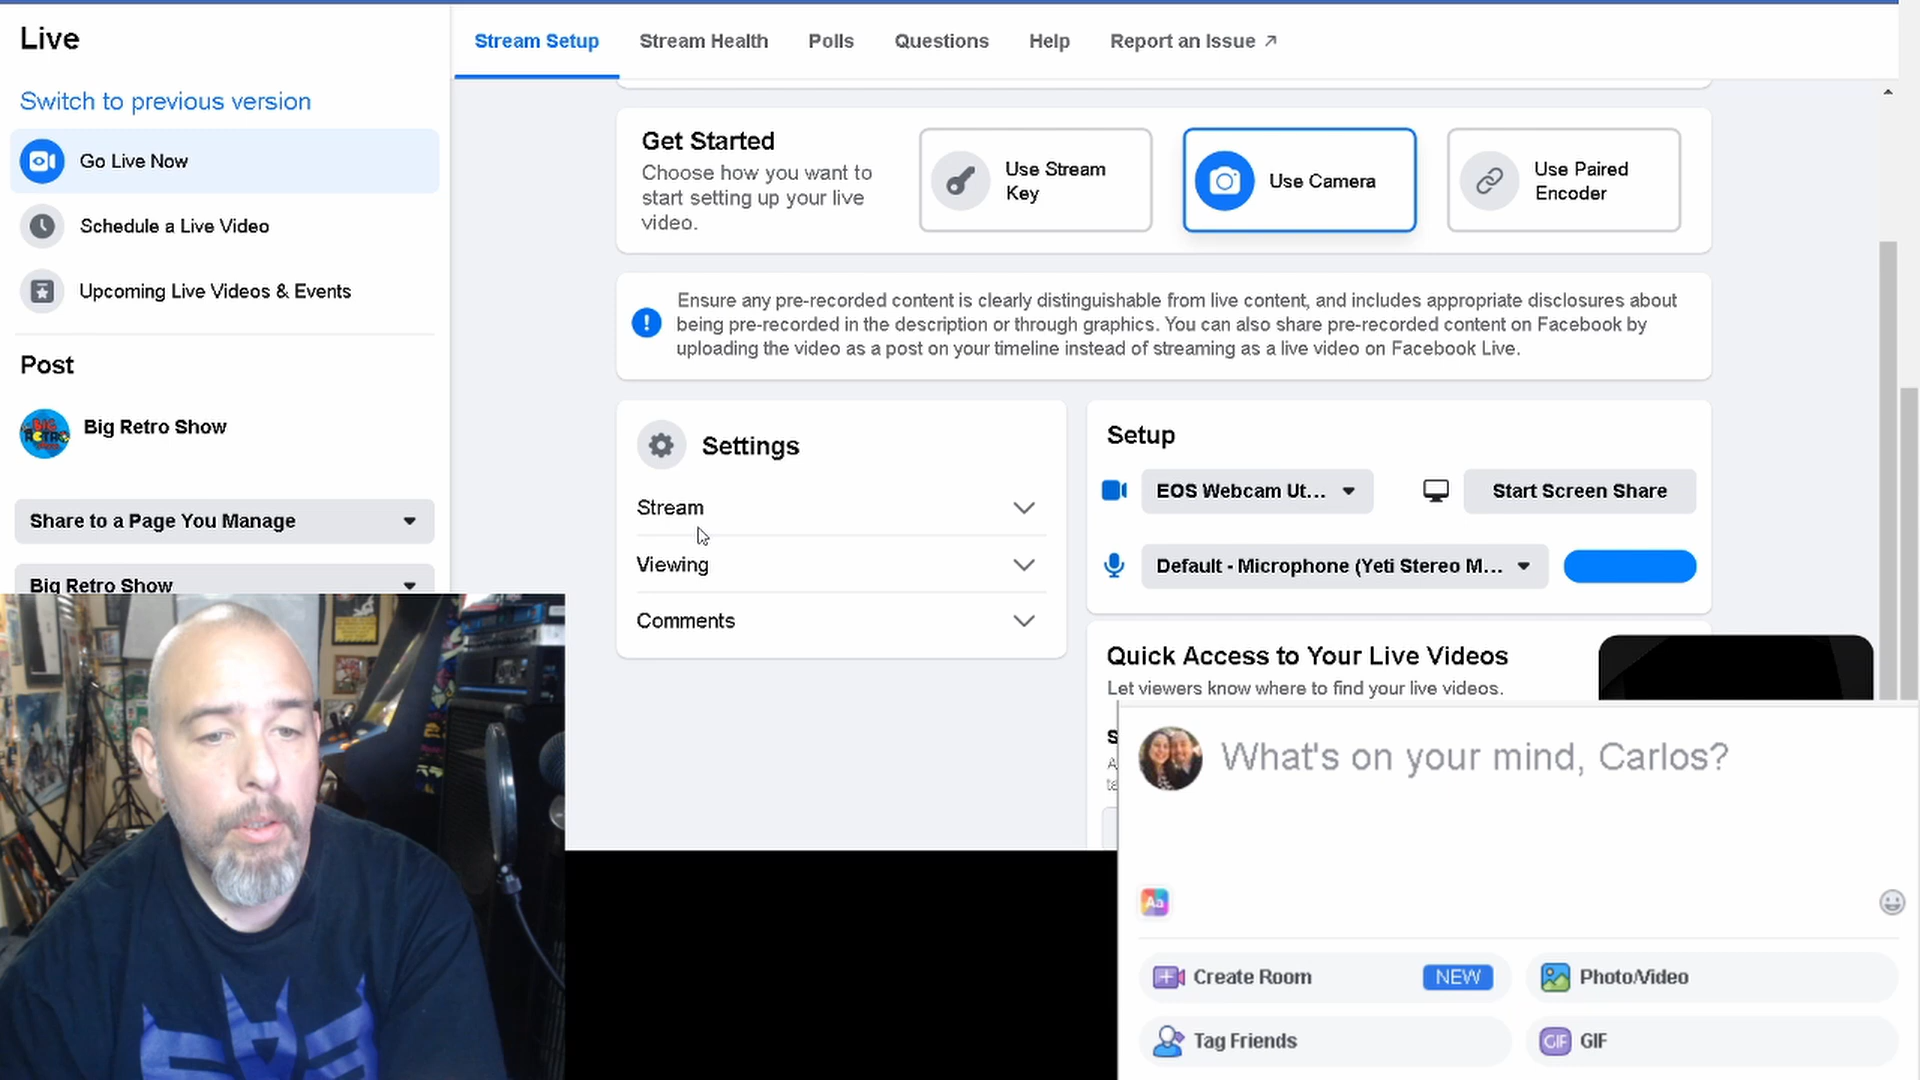 Live
Switch to previous version
Go Live Now
Schedule a Live Video
Upcoming Live Videos & Events
Post
Big Retro Show
Share to a Page You Manage
Big Retro Show
Stream Setup
Stream Health
Polls
Questions
Help
Report an Issue
Get Started
Choose how you want to
start setting up your live
video.
Use Stream
Key
Use Camera
Use Paired
Encoder
Ensure any pre-recorded content is clearly distinguishable from live content, and includes appropriate disclosures about
being pre-recorded in the description or through graphics. You can also share pre-recorded content on Facebook by
uploading the video as a post on your timeline instead of streaming as a live video on Facebook Live.
Settings
Stream
Viewing
Comments
Setup
EOS Webcam Ut...
Start Screen Share
Default - Microphone (Yeti Stereo M...
Quick Access to Your Live Videos
Let viewers know where to find your live videos.
What's on your mind, Carlos?
Aa
Create Room
NEW
Photo/Video
Tag Friends
GIF
GIF